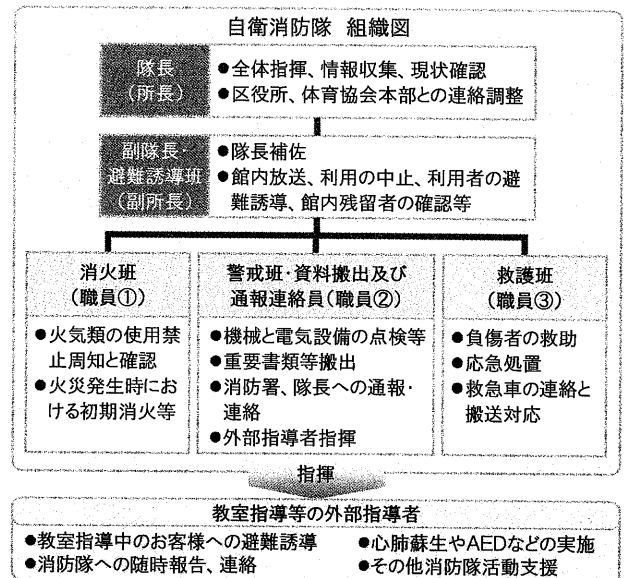 自衛消防隊 組織図
隊長
(所長)
●全体指揮、情報収集、現状確認
●区役所、体育協会本部との連絡調整
副隊長・
避難誘導班
(副所長)
●隊長補佐
●館内放送、利用の中止、利用者の避
難誘導、館内残留者の確認等
消火班
(職員①)
●火気類の使用禁
止周知と確認
●火災発生時にお
ける初期消火等
警戒班・資料搬出及び
通報連絡員(職員②)
●機械と電気設備の点検等
●重要書類等搬出
●消防署、隊長への通報・
連絡
●外部指導者指揮
救護班
(職員③)
●負傷者の救助
●応急処置
●救急車の連絡と
搬送対応
指揮
教室指導等の外部指導者
●教室指導中のお客様への避難誘導
●消防隊への随時報告、連絡
●心肺蘇生やAEDなどの実施
●その他消防隊活動支援